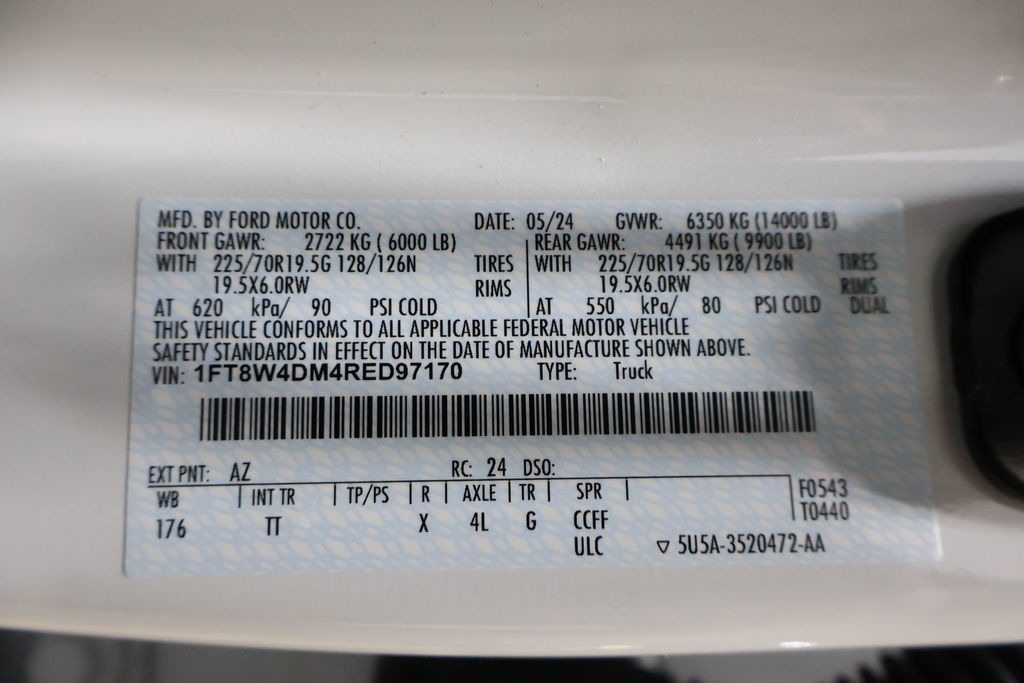 MFD. BY FORD MOTOR CO. DATE: 05/24 GVWR: 6350 KG (14000 LB)
FRONT GAWR: 2722 KG ( 6000 LB) REAR GAWR: 4491 KG ( 9900 LB)
WITH 225/70R19.5G 128/126N TIRES WITH 225/70R19.5G 128/126N TIRES
19.5X6.0RW RIMS 19.5X6.0RW RIMS
AT 620 kPa/ 90 PSI COLD AT 550 kPa/ 80 PSI COLD DUAL
THIS VEHICLE CONFORMS TO ALL APPLICABLE FEDERAL MOTOR VEHICLE
SAFETY STANDARDS IN EFFECT ON THE DATE OF MANUFACTURE SHOWN ABOVE.
VIN: 1FT8W4DM4RED97170 TYPE: Truck
EXT PNT: AZ RC: 24 DSO:
WB INT TR TP/PS R AXLE TR SPR F0543
176 TT X 4L G CCFF T0440
ULC ▽ 5U5A-3520472-AA